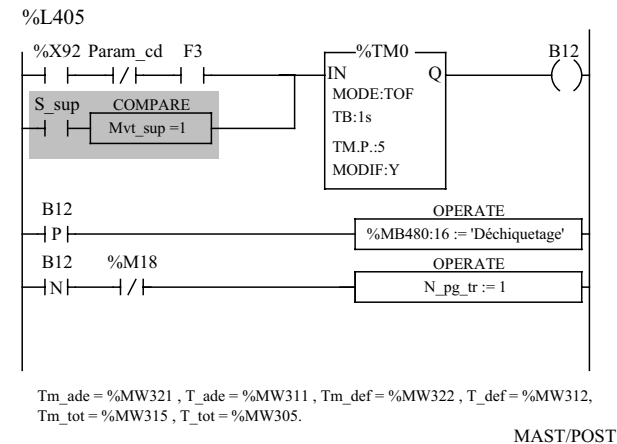 %L405
%X92 Param_cd F3 %TM0 B12
IN Q
MODE:TOF
S_sup COMPARE
TB:1s
Mvt_sup =1
TM.P.:5
MODIF:Y
B12 OPERATE
P %MB480:16 := 'Déchiquetage'
B12 %M18 OPERATE
N N_pg_tr := 1
Tm_ade = %MW321 , T_ade = %MW311 , Tm_def = %MW322 , T_def = %MW312,
Tm_tot = %MW315 , T_tot = %MW305.
MAST/POST